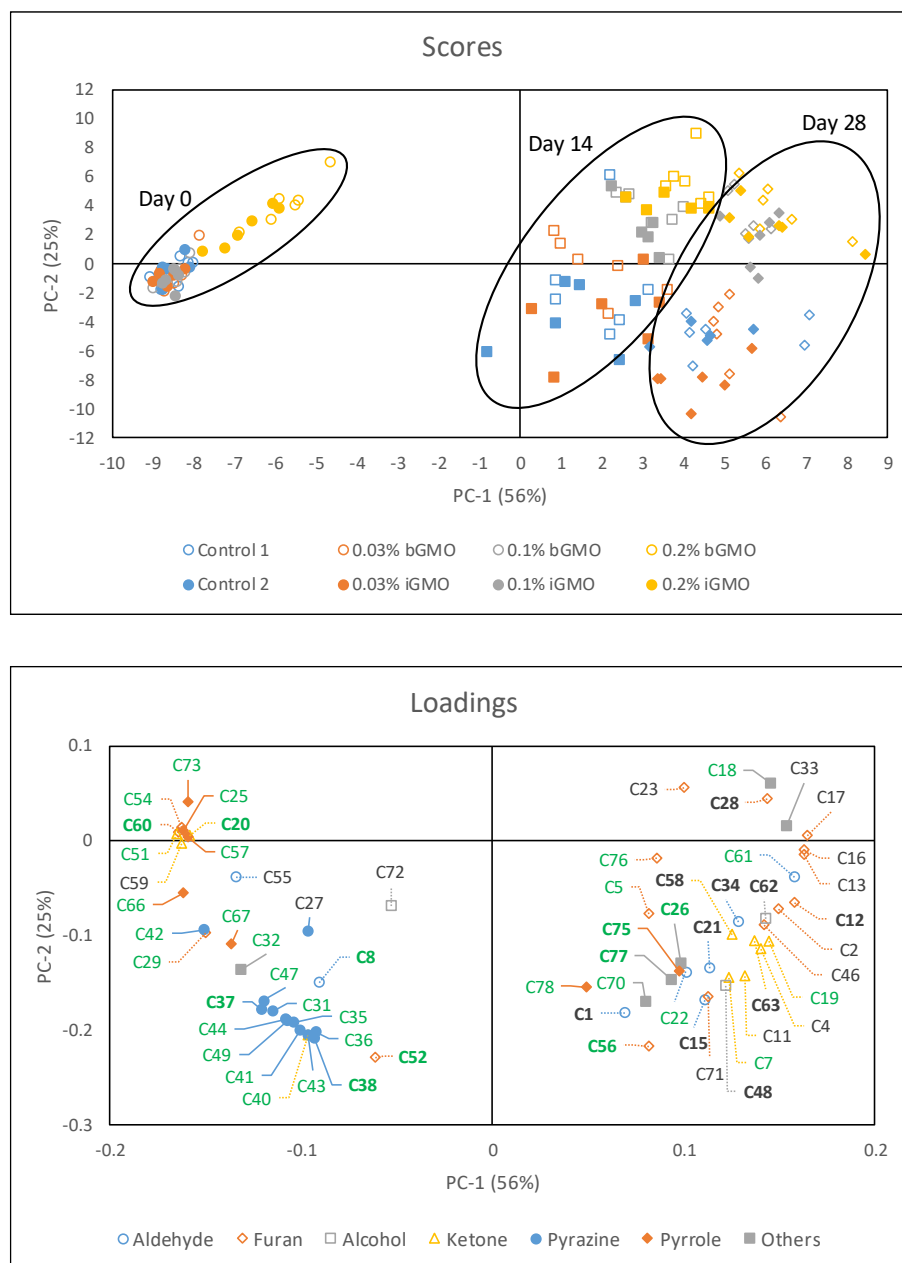 Scores
12
10
8
6
4
2
0
-2
-4
-6
-8
-10
-12
PC-2 (25%)
Day 0
Day 14
Day 28
-10 -9 -8 -7 -6 -5 -4 -3 -2 -1 0 1 2 3 4 5 6 7 8 9
PC-1 (56%)
Control 1 0.03% bGMO 0.1% bGMO 0.2% bGMO
Control 2 0.03% iGMO 0.1% iGMO 0.2% iGMO
Loadings
0.1
0
-0.1
-0.2
-0.3
PC-2 (25%)
C73
C54 C25
C60 C20
C51 C57
C59 C55 C72
C66 C67 C27
C42 C32 C8
C29 C47
C37 C31
C44 C35
C49 C36
C41 C43 C38 C52
C40
C18 C33
C23 C28 C17
C76 C61 C16
C5 C58 C34 C62 C13
C26 C21 C12
C75 C2
C77 C46
C78 C70 C19
C1 C22 C63 C4
C15 C11
C56 C7
C71 C48
-0.2 -0.1 0 0.1 0.2
PC-1 (56%)
Aldehyde Furan Alcohol Ketone Pyrazine Pyrrole Others